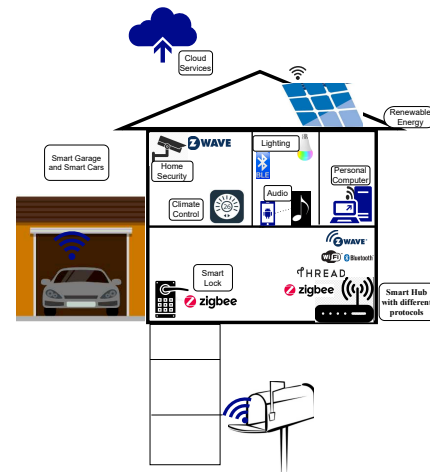 Cloud
Services
Renewable
Energy
Smart Garage
and Smart Cars
Z WAVE
Home
Security
Lighting
BLE
Personal
Computer
Climate
Control
26
Audio
Z WAVE
WiFi Bluetooth
THREAD
zigbee
Smart
Lock
zigbee
Smart Hub
with different
protocols